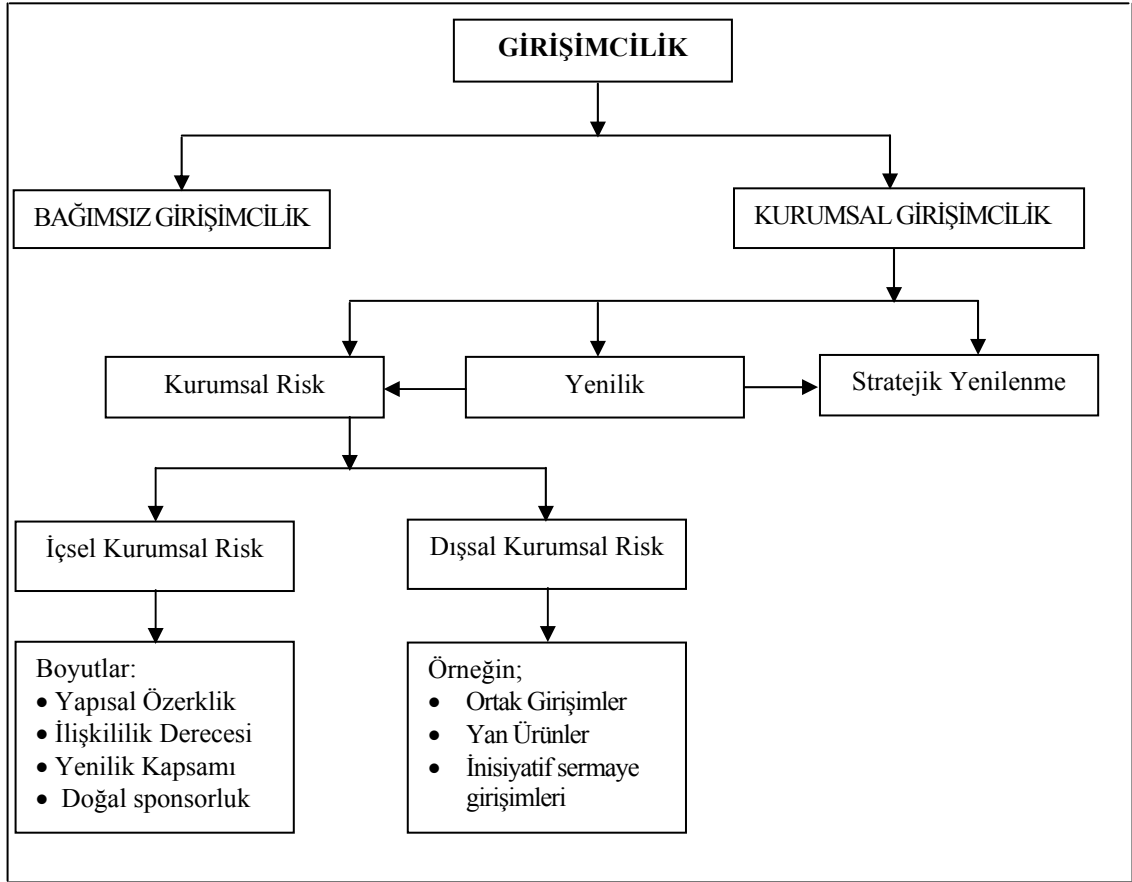 GİRİŞİMCİLİK
BAĞIMSIZ GİRİŞİMCİLİK
KURUMSAL GİRİŞİMCİLİK
Kurumsal Risk
Yenilik
Stratejik Yenilenme
İçsel Kurumsal Risk
Dışsal Kurumsal Risk
Boyutlar:
• Yapısal Özerklik
• İlişkililik Derecesi
• Yenilik Kapsamı
• Doğal sponsorluk
Örneğin;
• Ortak Girişimler
• Yan Ürünler
• İnisiyatif sermaye
girişimleri